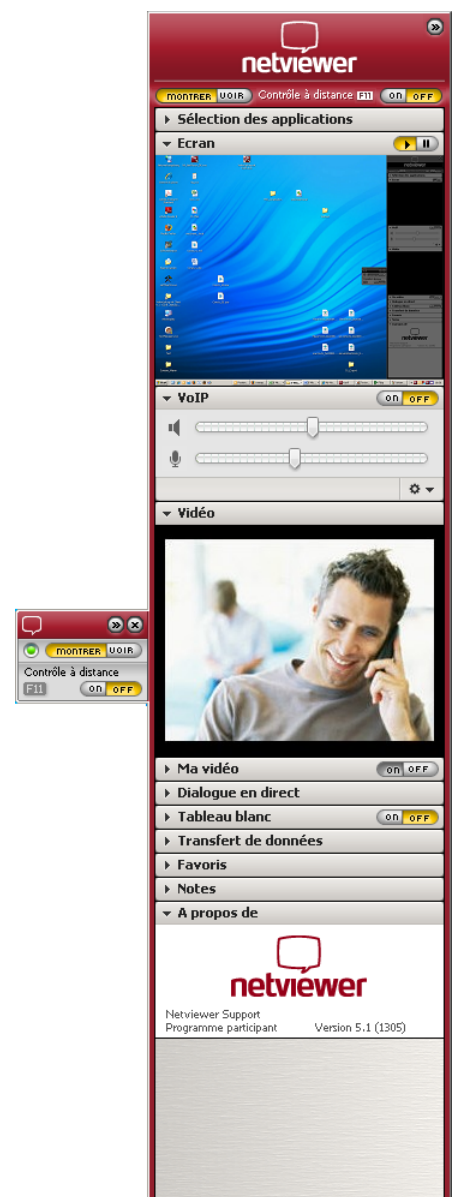 netviewer
MONTRER VOIR Contrôle à distance F11 on OFF
Sélection des applications
Ecran
VoIP on OFF
Vidéo
MONTRER VOIR
Contrôle à distance
F11 on OFF
Ma vidéo on OFF
Dialogue en direct
Tableau blanc on OFF
Transfert de données
Favoris
Notes
A propos de
netviewer
Netviewer Support
Programme participant Version 5.1 (1305)